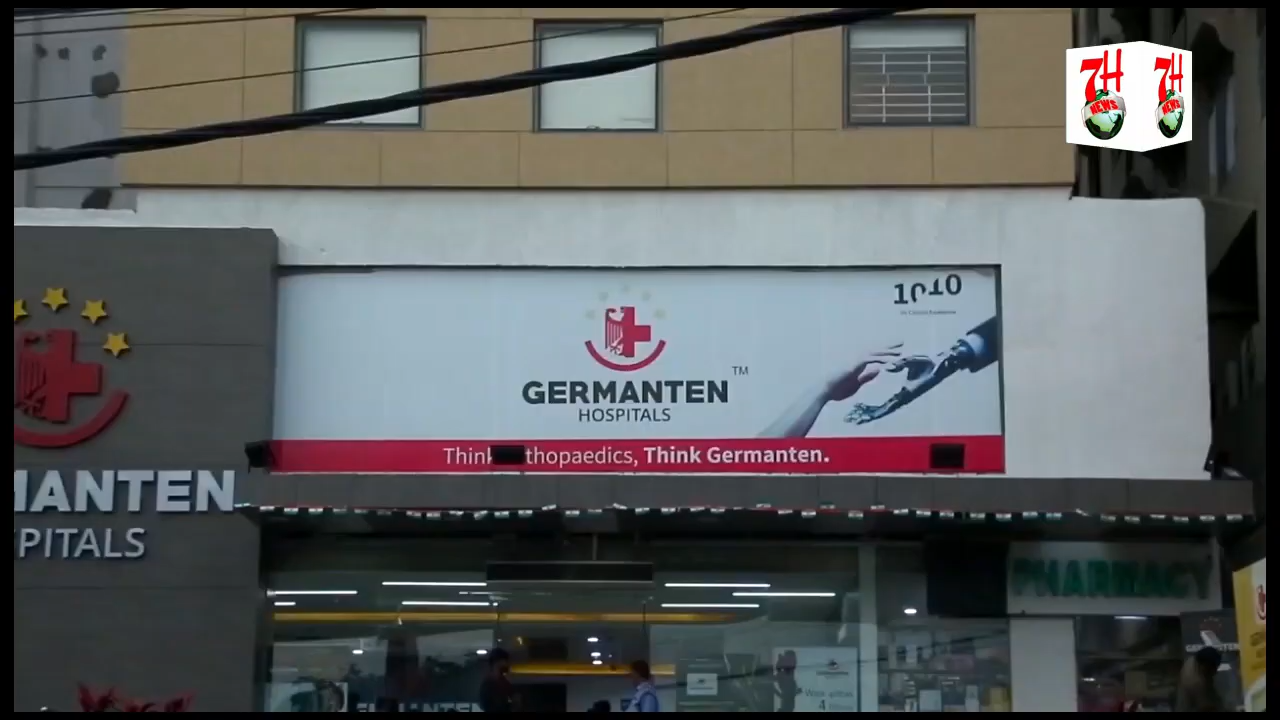 7H
NEWS
7H
NEWS
1010
GERMANTEN
TM
HOSPITALS
Think thopaedics, Think Germanten.
MANTEN
PITALS
PHARMACY